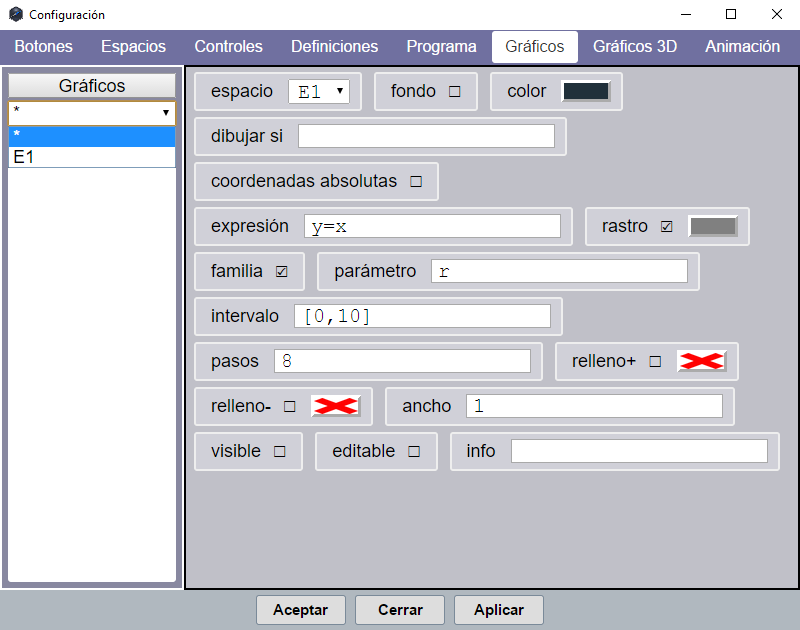 Configuración
Botones Espacios Controles Definiciones Programa Gráficos Gráficos 3D Animación
Gráficos
*
*
E1
espacio E1 fondo color
dibujar si
coordenadas absolutas
expresión y=x rastro
familia parámetro r
intervalo [0,10]
pasos 8 relleno+
relleno- ancho 1
visible editable info
Aceptar Cerrar Aplicar